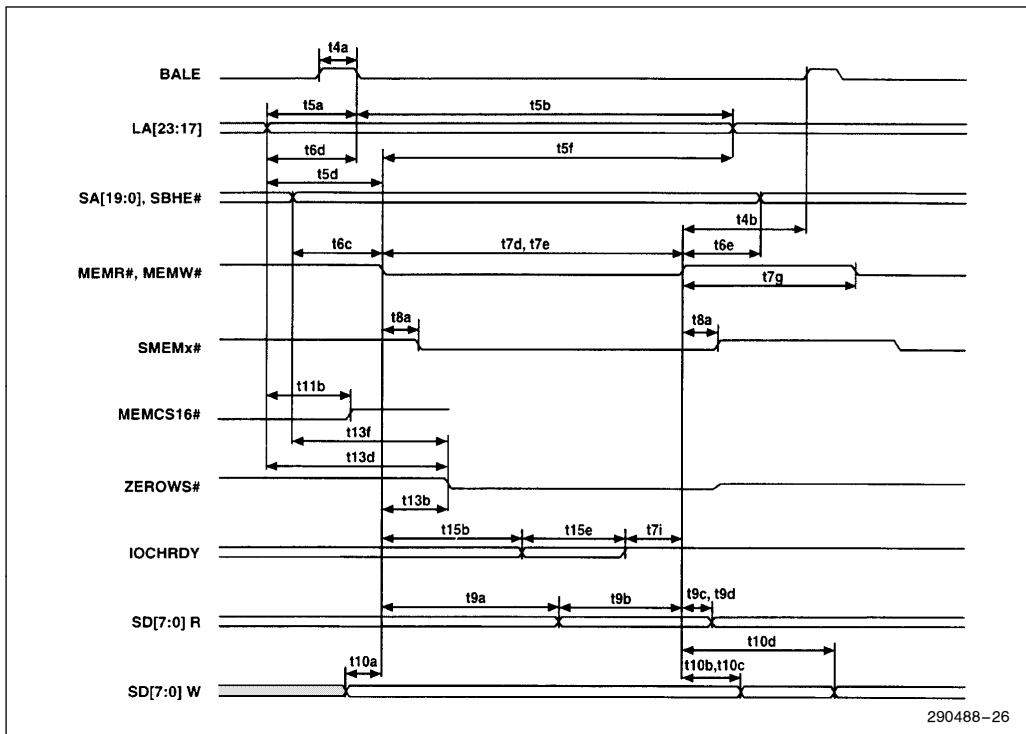 t4a
BALE
t5a t5b
LA[23:17]
t6d t5f
t5d
SA[19:0], SBHE#
t4b
t6c t7d, t7e t6e
MEMR#, MEMW#
t7g
t8a t8a
SMEMx#
t11b
MEMCS16#
t13f
t13d
ZEROWS#
t13b
t15b t15e t7i
IOCHRDY
t9a t9b t9c, t9d
SD[7:0] R
t10d
t10a t10b,t10c
SD[7:0] W
290488–26